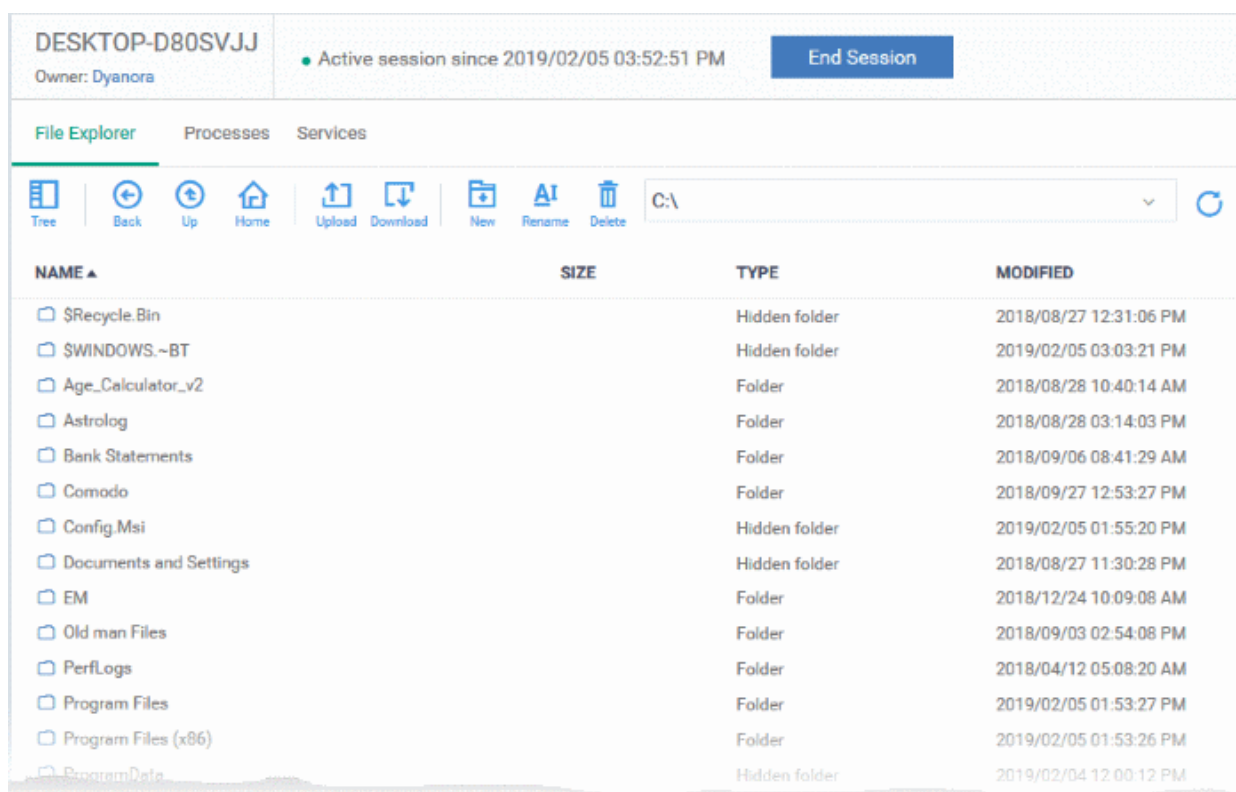 DESKTOP-D80SVJJ
Owner: Dyanora
Active session since 2019/02/05 03:52:51 PM
End Session
File Explorer Processes Services
Tree Back Up Home Upload Download New Rename Delete C:\
NAME SIZE TYPE MODIFIED
$Recycle.Bin Hidden folder 2018/08/27 12:31:06 PM
$WINDOWS.~BT Hidden folder 2019/02/05 03:03:21 PM
Age_Calculator_v2 Folder 2018/08/28 10:40:14 AM
Astrolog Folder 2018/08/28 03:14:03 PM
Bank Statements Folder 2018/09/06 08:41:29 AM
Comodo Folder 2018/09/27 12:53:27 PM
Config.Msi Hidden folder 2019/02/05 01:55:20 PM
Documents and Settings Hidden folder 2018/08/27 11:30:28 PM
EM Folder 2018/12/24 10:09:08 AM
Old man Files Folder 2018/09/03 02:54:08 PM
PerfLogs Folder 2018/04/12 05:08:20 AM
Program Files Folder 2019/02/05 01:53:27 PM
Program Files (x86) Folder 2019/02/05 01:53:26 PM
ProgramData Hidden folder 2019/02/04 12:00:12 PM